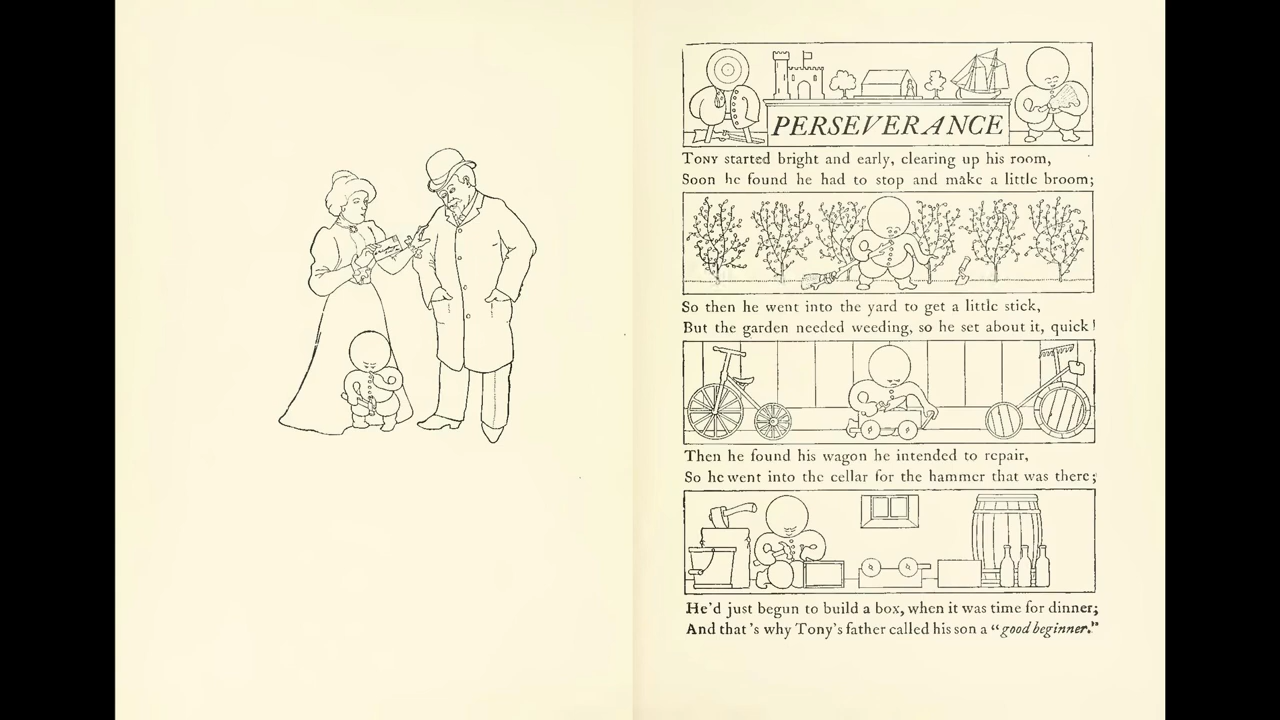 PERSEVERANCE
TONY started bright and early, clearing up his room,
Soon he found he had to stop and make a little broom;
So then he went into the yard to get a little stick,
But the garden needed weeding, so he set about it, quick!
Then he found his wagon he intended to repair,
So he went into the cellar for the hammer that was there;
He'd just begun to build a box, when it was time for dinner;
And that's why Tony's father called his son a "good beginner."